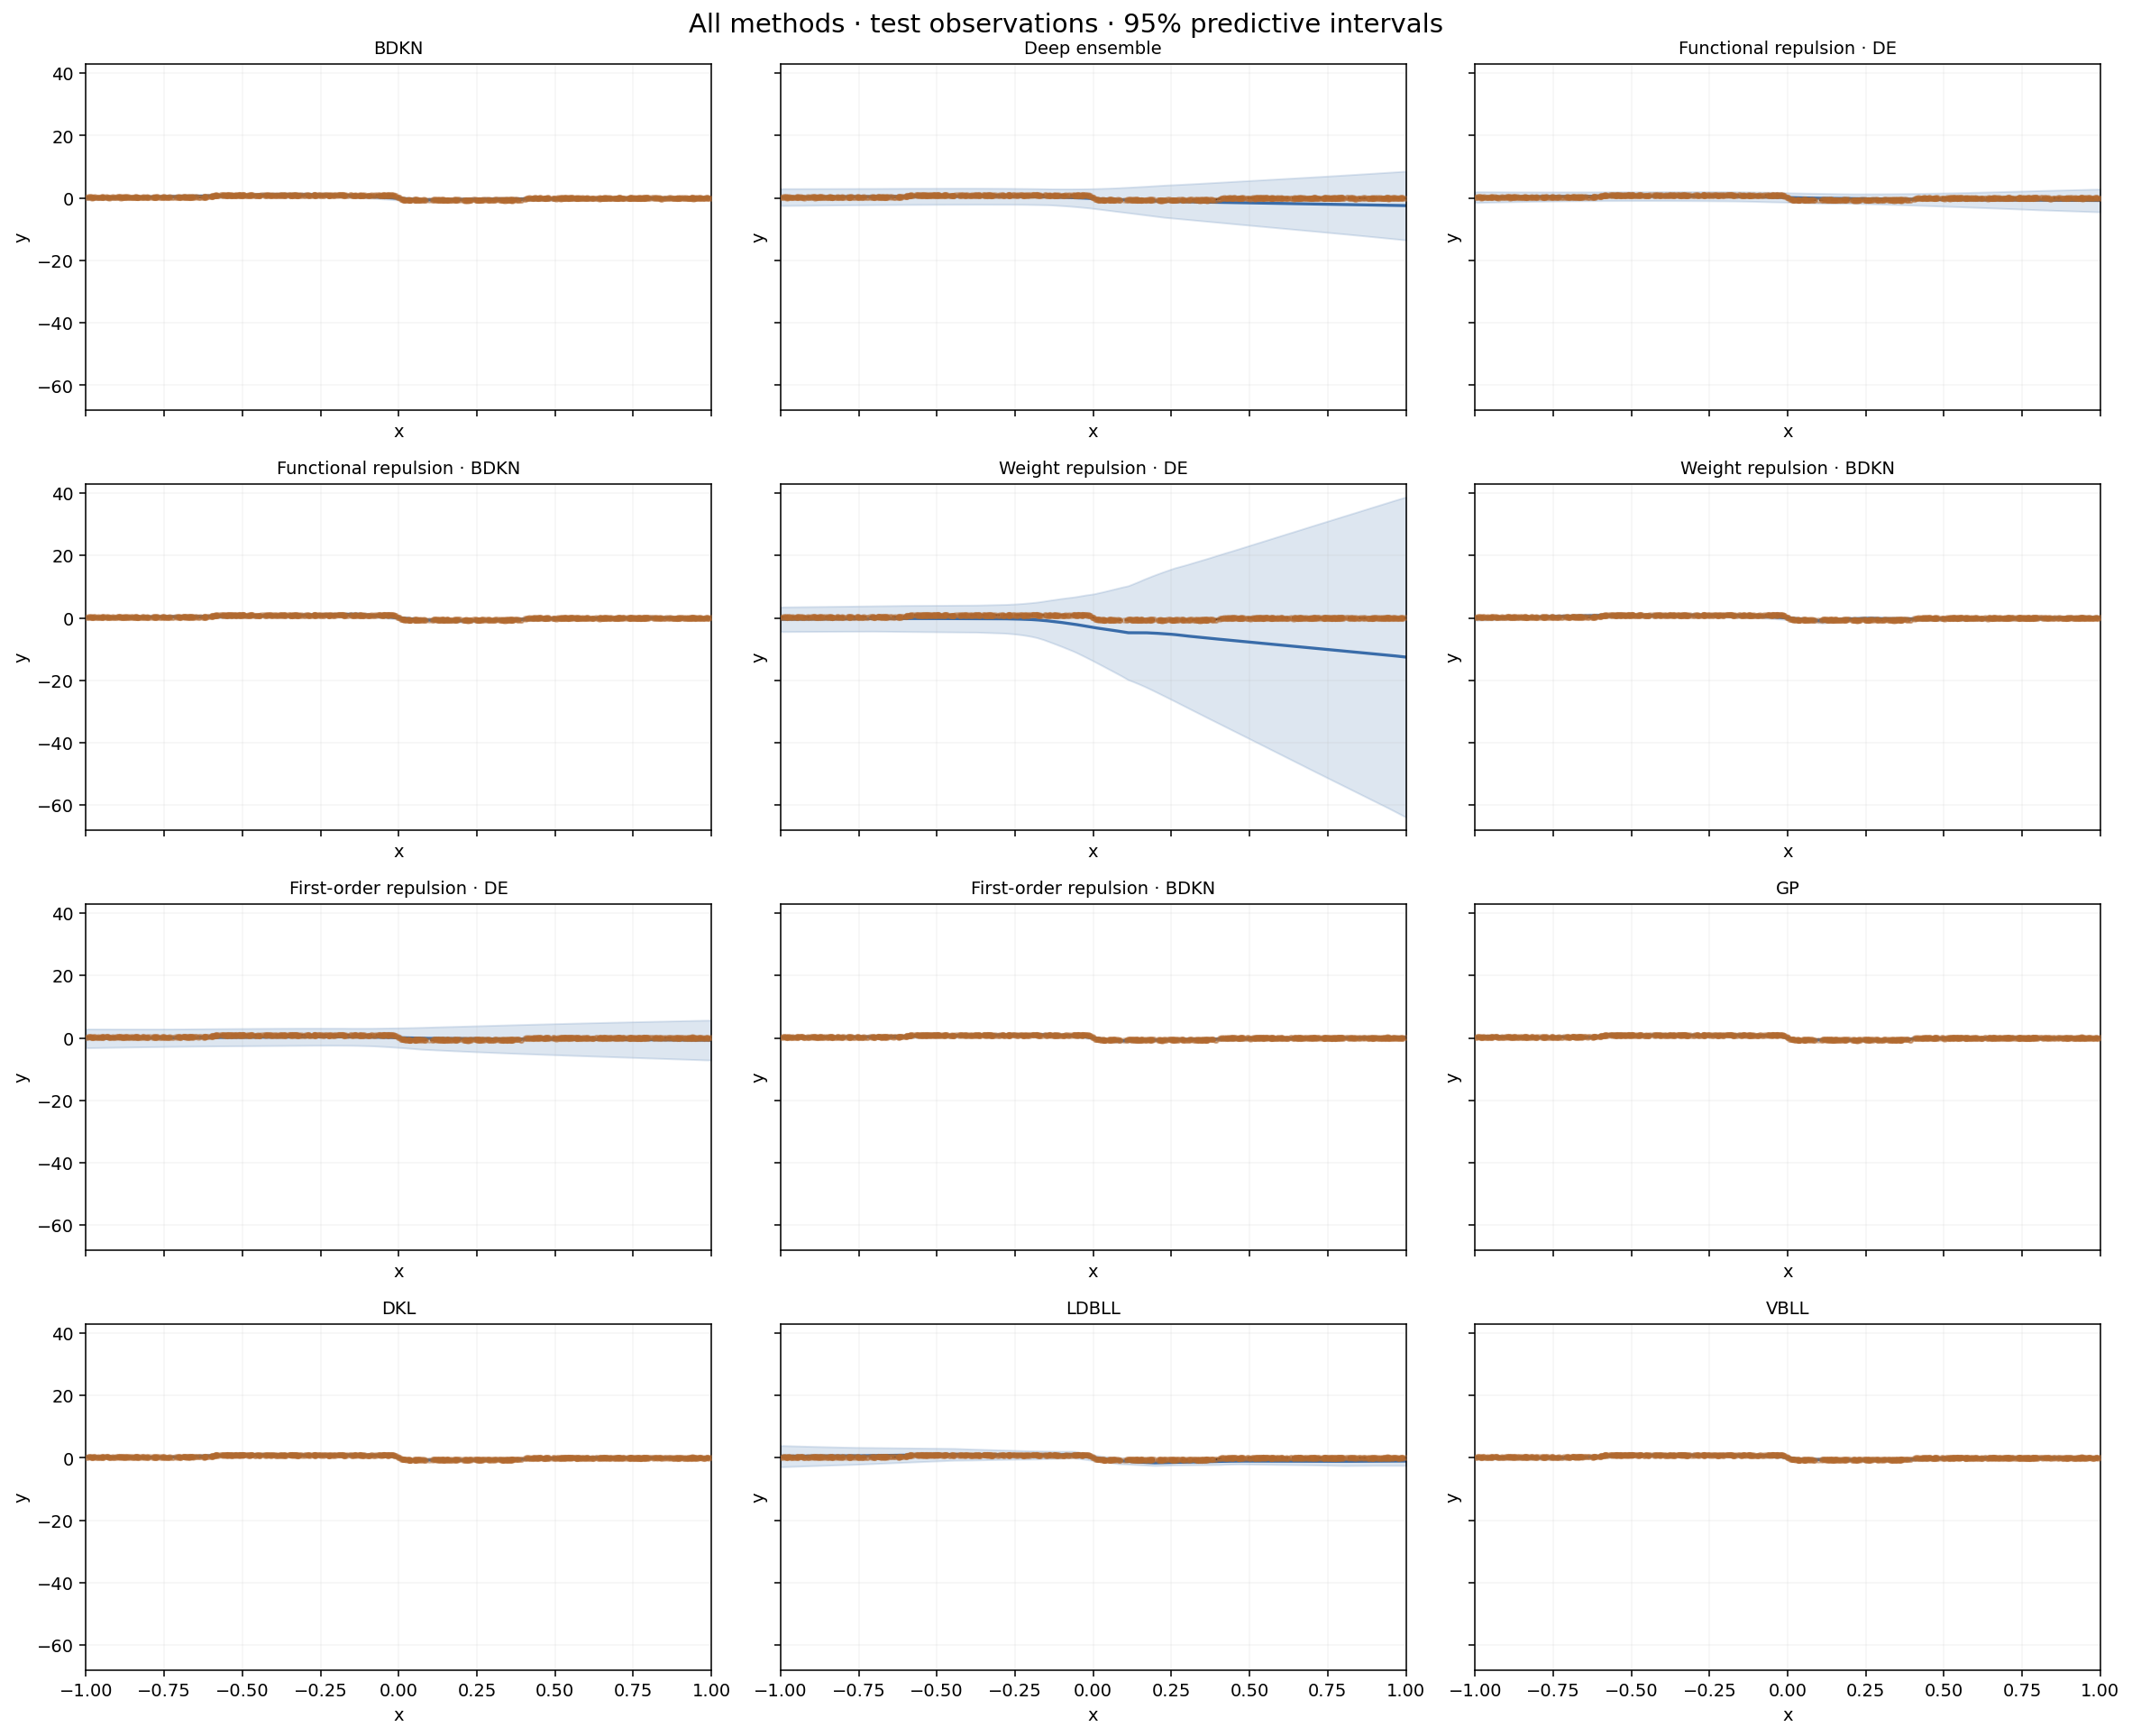 All methods · test observations · 95% predictive intervals
BDKN
Deep ensemble
Functional repulsion · DE
40
20
0
−20
−40
−60
y
y
y
x
x
x
Functional repulsion · BDKN
Weight repulsion · DE
Weight repulsion · BDKN
40
20
0
−20
−40
−60
y
y
y
x
x
x
First-order repulsion · DE
First-order repulsion · BDKN
GP
40
20
0
−20
−40
−60
y
y
y
x
x
x
DKL
LDBLL
VBLL
40
20
0
−20
−40
−60
y
y
y
−1.00 −0.75 −0.50 −0.25 0.00 0.25 0.50 0.75 1.00
−1.00 −0.75 −0.50 −0.25 0.00 0.25 0.50 0.75 1.00
−1.00 −0.75 −0.50 −0.25 0.00 0.25 0.50 0.75 1.00
x
x
x